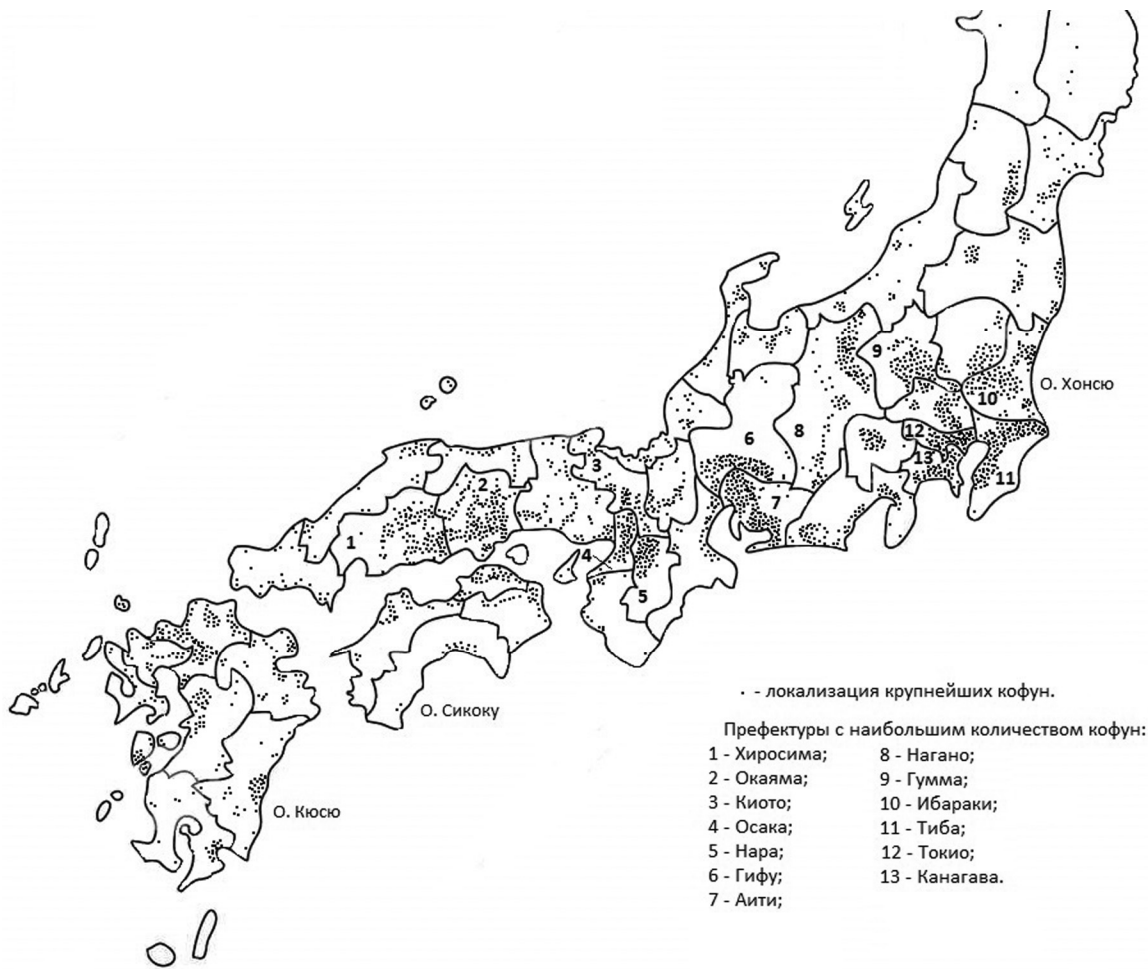 9
О. Хонсю
10
12
6
8
3
13
2
11
7
1
4
5
· - локализация крупнейших кофун.
О. Сикоку
Префектуры с наибольшим количеством кофун:
1 - Хиросима;
2 - Окаяма;
3 - Киото;
4 - Осака;
5 - Нара;
6 - Гифу;
7 - Аити;
8 - Нагано;
9 - Гумма;
10 - Ибараки;
11 - Тиба;
12 - Токио;
13 - Канагава.
О. Кюсю